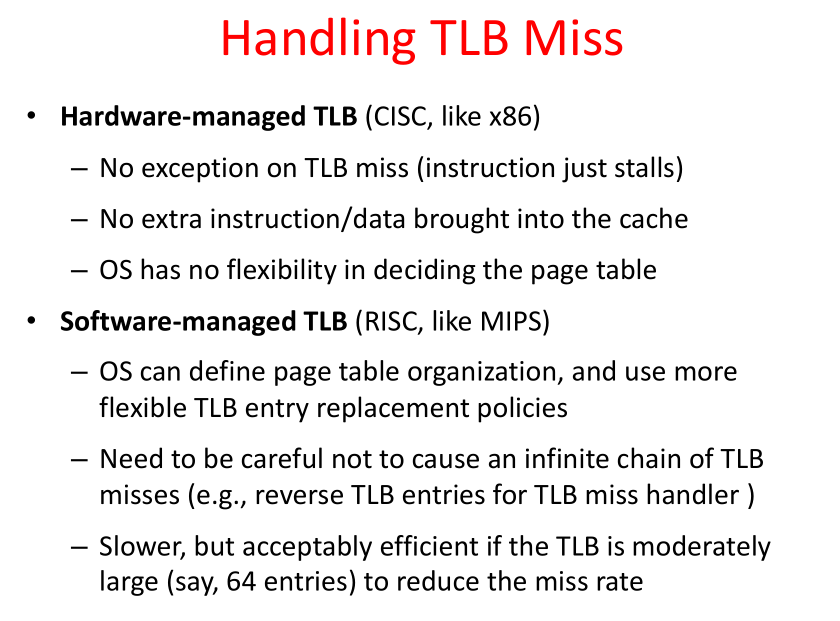 Handling TLB Miss
• Hardware-managed TLB (CISC, like x86)
– No exception on TLB miss (instruction just stalls)
– No extra instruction/data brought into the cache
– OS has no flexibility in deciding the page table
• Software-managed TLB (RISC, like MIPS)
– OS can define page table organization, and use more
flexible TLB entry replacement policies
– Need to be careful not to cause an infinite chain of TLB
misses (e.g., reverse TLB entries for TLB miss handler )
– Slower, but acceptably efficient if the TLB is moderately
large (say, 64 entries) to reduce the miss rate